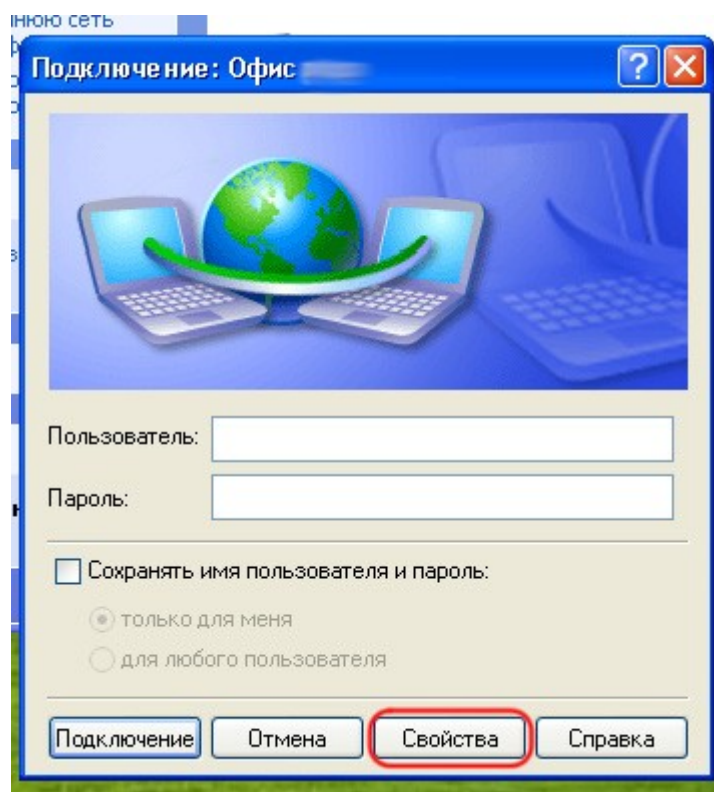 нюю сеть
Подключение: Офис
Пользователь:
Пароль:
Сохранять имя пользователя и пароль:
только для меня
для любого пользователя
Подключение Отмена Свойства Справка